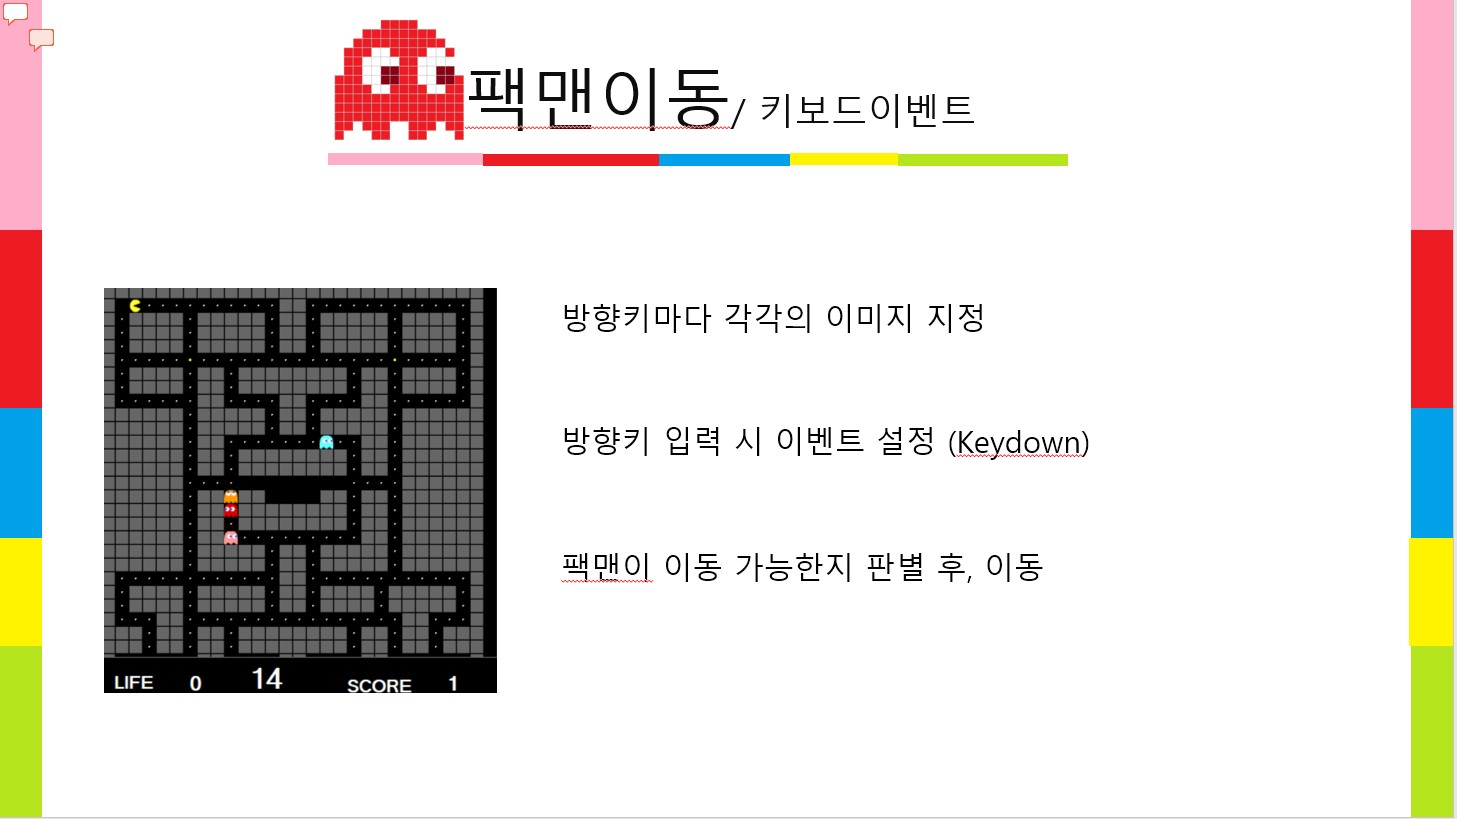 팩맨이동/ 키보드이벤트
방향키마다 각각의 이미지 지정
방향키 입력 시 이벤트 설정 (Keydown)
팩맨이 이동 가능한지 판별 후, 이동
LIFE 0 14 SCORE 1